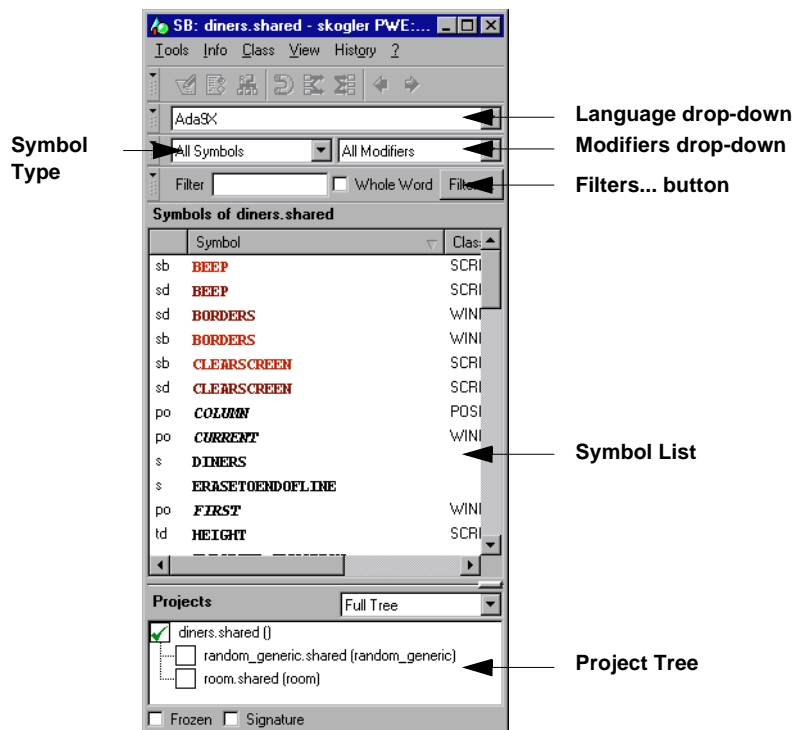 SB: diners.shared - skogler PWE:...
Tools Info Class View History ?
Ada9X
Language drop-down
Symbol Type
All Symbols
All Modifiers
Modifiers drop-down
Filter
Whole Word
Filters... button
Symbols of diners.shared
Symbol
sb BEEP SCRI
sd BEEP SCRI
sd BORDERS WINI
sb BORDERS WINI
sb CLEARSCREEN SCRI
sd CLEARSCREEN SCRI
po COLUMN POSI
po CURRENT WINI
s DINERS
Symbol List
s ERASETOENDOFLINE
po FIRST WINI
td HEIGHT SCRI
Projects
Full Tree
diners.shared ()
random_generic.shared (random_generic)
room.shared (room)
Project Tree
Frozen
Signature